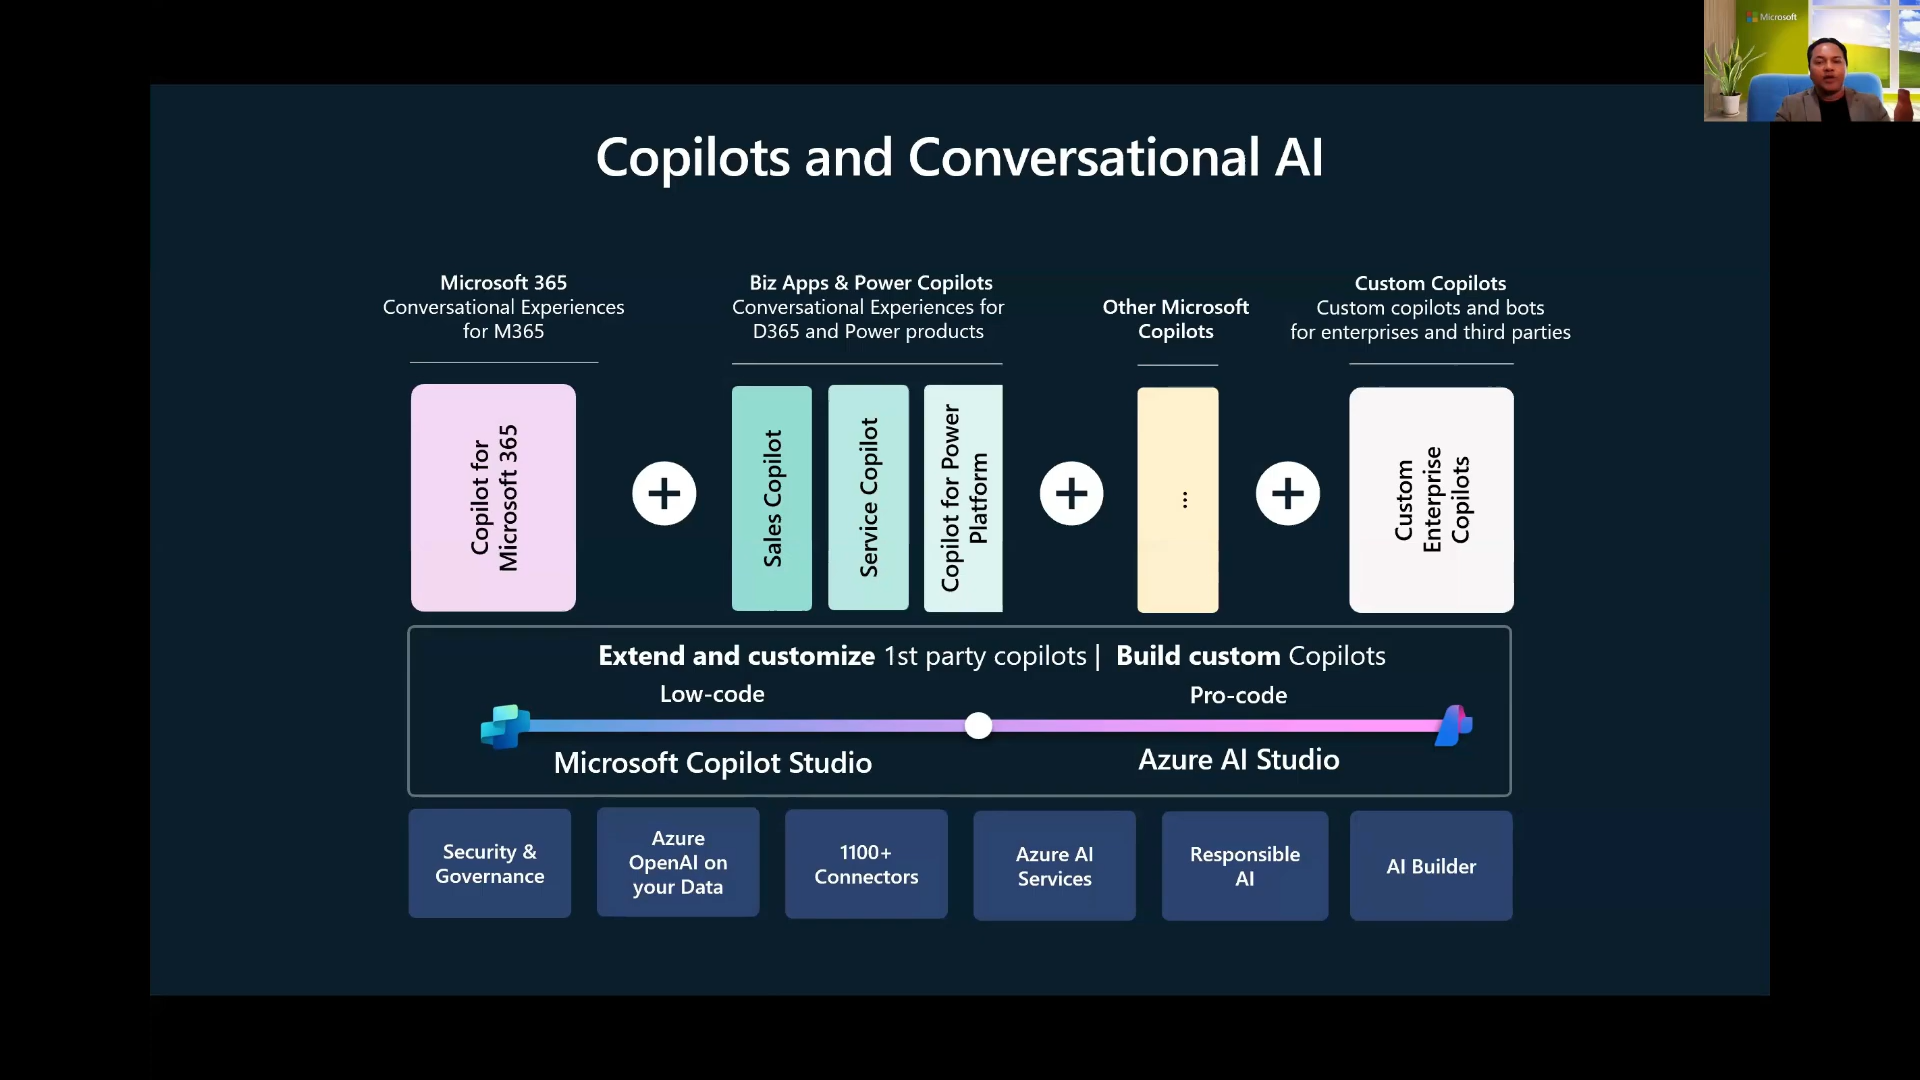 Microsoft
Copilots and Conversational AI
Microsoft 365
Conversational Experiences
for M365
Biz Apps & Power Copilots
Conversational Experiences for
D365 and Power products
Other Microsoft
Copilots
Custom Copilots
Custom copilots and bots
for enterprises and third parties
Copilot for
Microsoft 365
Sales Copilot
Service Copilot
Copilot for Power
Platform
...
Custom
Enterprise
Copilots
Extend and customize 1st party copilots | Build custom Copilots
Low-code
Pro-code
Microsoft Copilot Studio
Azure AI Studio
Security &
Governance
Azure
OpenAI on
your Data
1100+
Connectors
Azure AI
Services
Responsible
AI
AI Builder